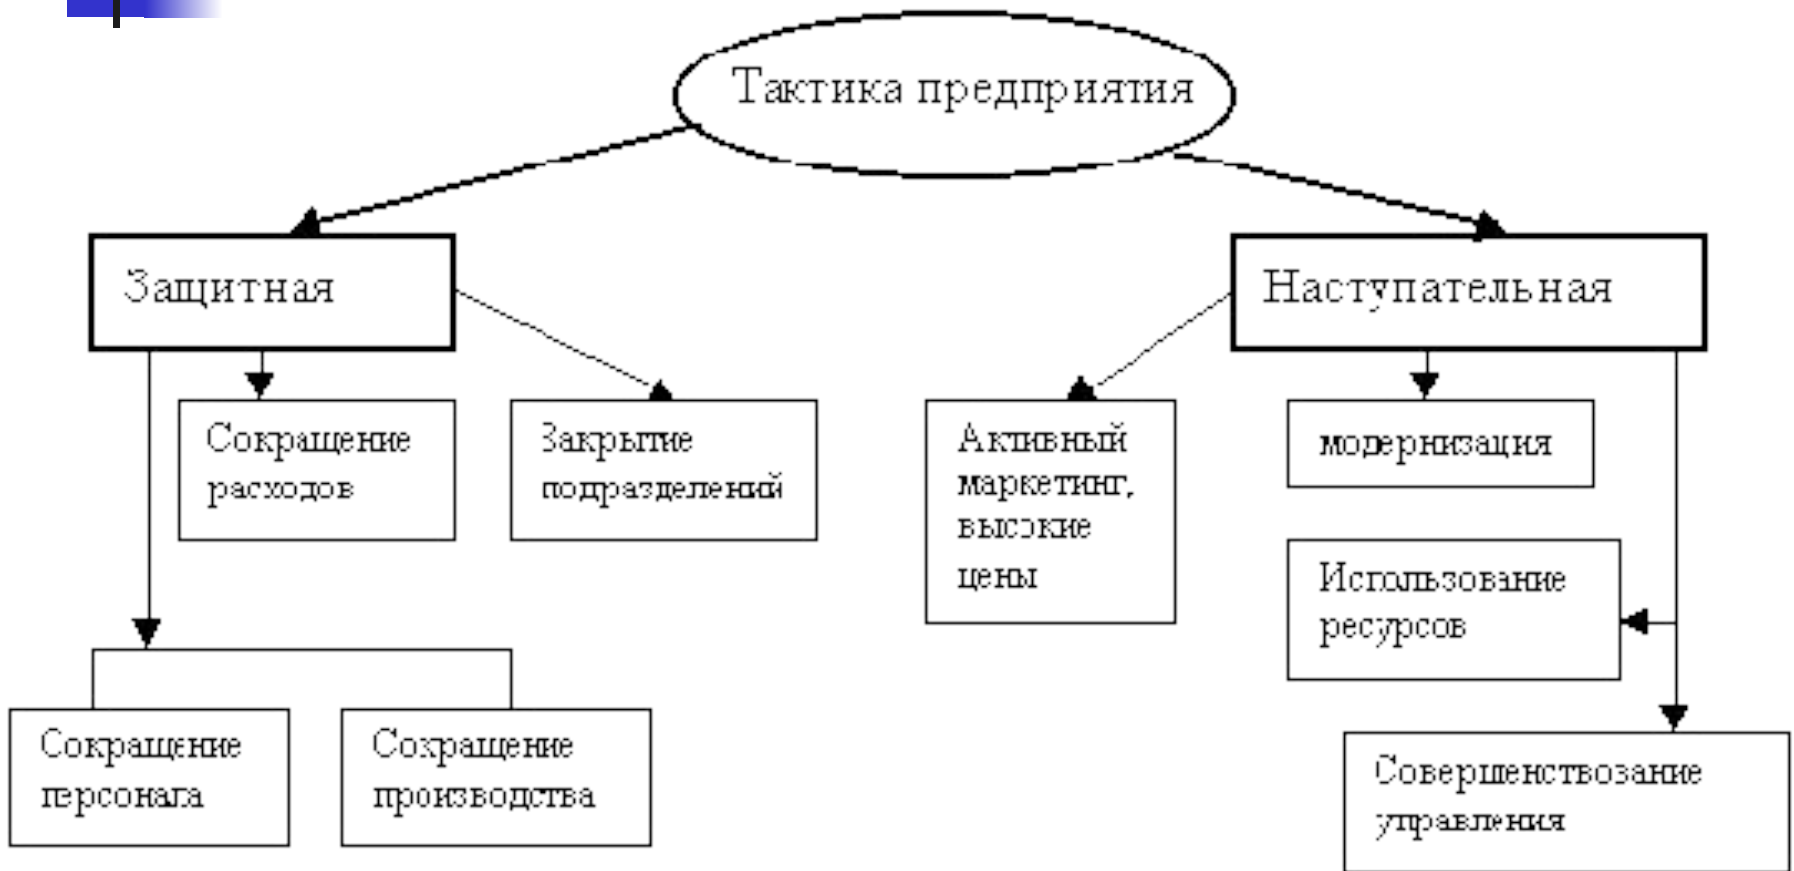 Тактика предприятия
Защитная
Наступательная
Сокращение
расходов
Закрытие
подразделений
Активный
маркетинг,
высокие
цены
модернизация
Использование
ресурсов
Сокращение
персонала
Сокращение
производства
Совершенствование
управления